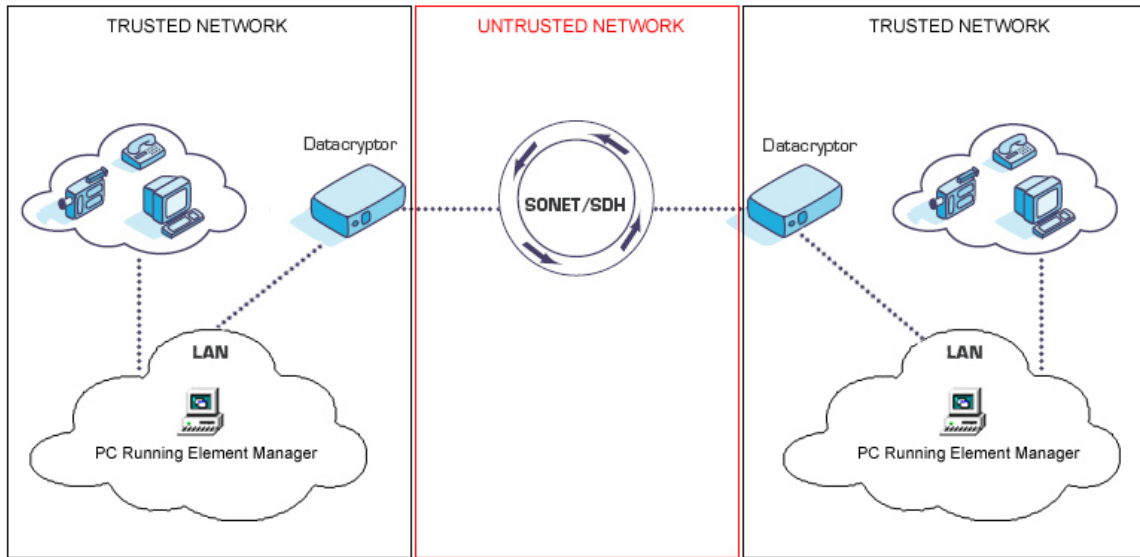 TRUSTED NETWORK
UNTRUSTED NETWORK
TRUSTED NETWORK
Datacryptor
SONET/SDH
Datacryptor
LAN
PC Running Element Manager
LAN
PC Running Element Manager